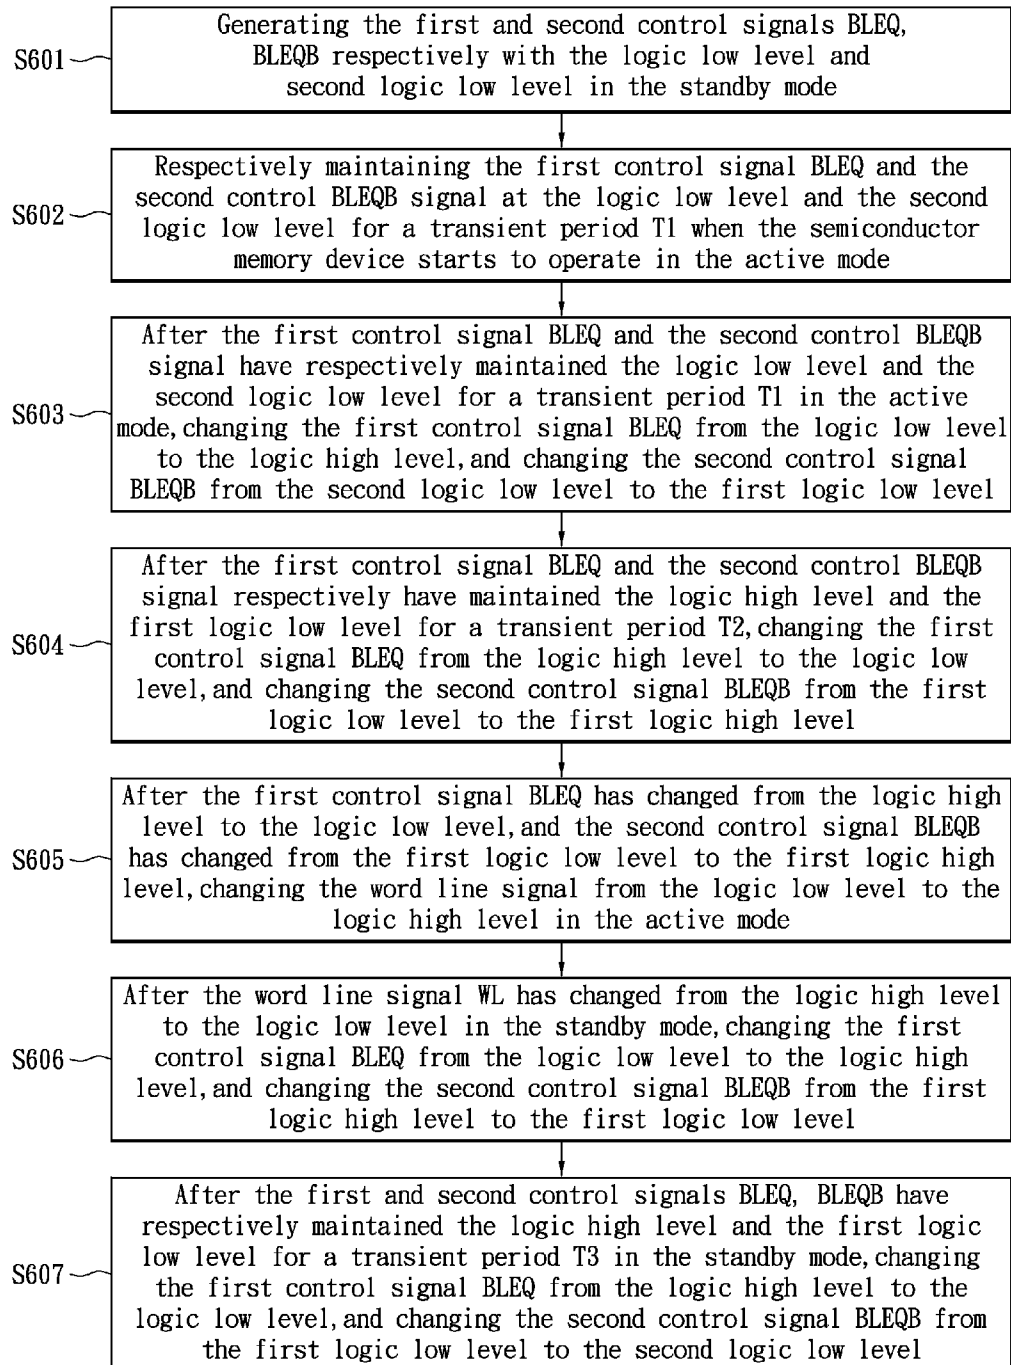 S601
Generating the first and second control signals BLEQ,
BLEQB respectively with the logic low level and
second logic low level in the standby mode
S602
Respectively maintaining the first control signal BLEQ and the
second control BLEQB signal at the logic low level and the second
logic low level for a transient period T1 when the semiconductor
memory device starts to operate in the active mode
S603
After the first control signal BLEQ and the second control BLEQB
signal have respectively maintained the logic low level and the
second logic low level for a transient period T1 in the active
mode, changing the first control signal BLEQ from the logic low level
to the logic high level, and changing the second control signal
BLEQB from the second logic low level to the first logic low level
S604
After the first control signal BLEQ and the second control BLEQB
signal respectively have maintained the logic high level and the
first logic low level for a transient period T2, changing the first
control signal BLEQ from the logic high level to the logic low
level, and changing the second control signal BLEQB from the first
logic low level to the first logic high level
S605
After the first control signal BLEQ has changed from the logic high
level to the logic low level, and the second control signal BLEQB
has changed from the first logic low level to the first logic high
level, changing the word line signal from the logic low level to the
logic high level in the active mode
S606
After the word line signal WL has changed from the logic high level
to the logic low level in the standby mode, changing the first
control signal BLEQ from the logic low level to the logic high
level, and changing the second control signal BLEQB from the first
logic high level to the first logic low level
S607
After the first and second control signals BLEQ, BLEQB have
respectively maintained the logic high level and the first logic
low level for a transient period T3 in the standby mode, changing
the first control signal BLEQ from the logic high level to the
logic low level, and changing the second control signal BLEQB from
the first logic low level to the second logic low level